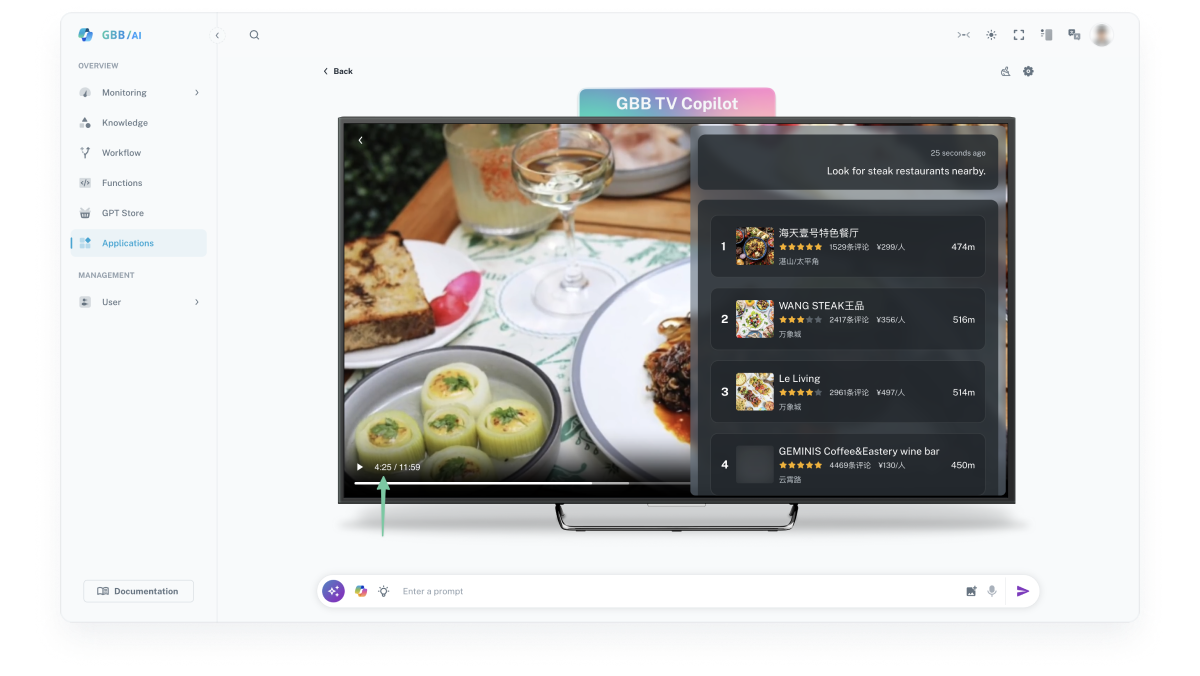 GBB/AI
OVERVIEW
Monitoring
Knowledge
Workflow
Functions
GPT Store
Applications
MANAGEMENT
User
Documentation
Back
GBB TV Copilot
4:25 / 11:59
25 seconds ago
Look for steak restaurants nearby.
1
海天壹号特色餐厅
1529条评论 ¥299/人
474m
湛山/太平角
2
WANG STEAK王品
2417条评论 ¥356/人
516m
万象城
3
Le Living
2961条评论 ¥497/人
514m
万象城
4
GEMINIS Coffee&Eastery wine bar
4469条评论 ¥130/人
450m
云霄路
Enter a prompt